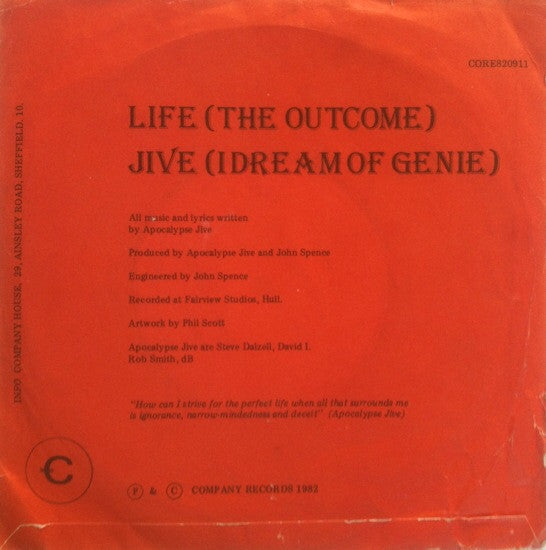 CORE820911
LIFE (THE OUTCOME)
JIVE (I DREAM OF GENIE)
All music and lyrics written
by Apocalypse Jive
Produced by Apocalypse Jive and John Spence
Engineered by John Spence
Recorded at Fairview Studios, Hull.
Artwork by Phil Scott
Apocalypse Jive are Steve Dalzell, David I.
Rob Smith, dB
"How can I strive for the perfect life when all that surrounds me
is ignorance, narrow-mindedness and deceit" (Apocalypse Jive)
C
Ⓟ & © COMPANY RECORDS 1982
INFO COMPANY HOUSE, 29, AINSLEY ROAD, SHEFFIELD, 10.